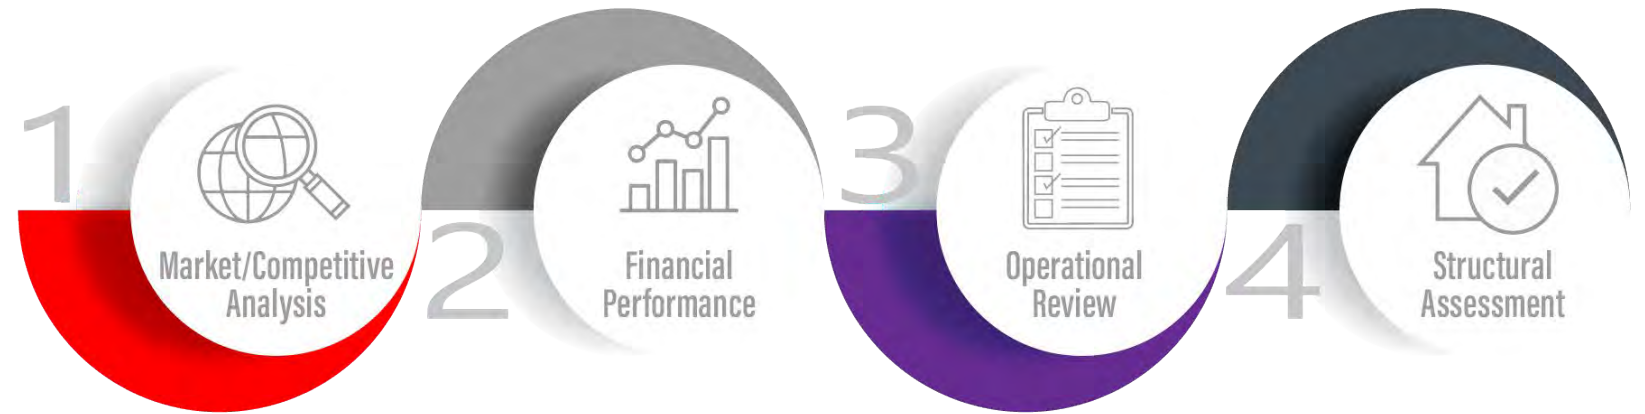 1
Market/Competitive
Analysis
2
Financial
Performance
3
Operational
Review
4
Structural
Assessment